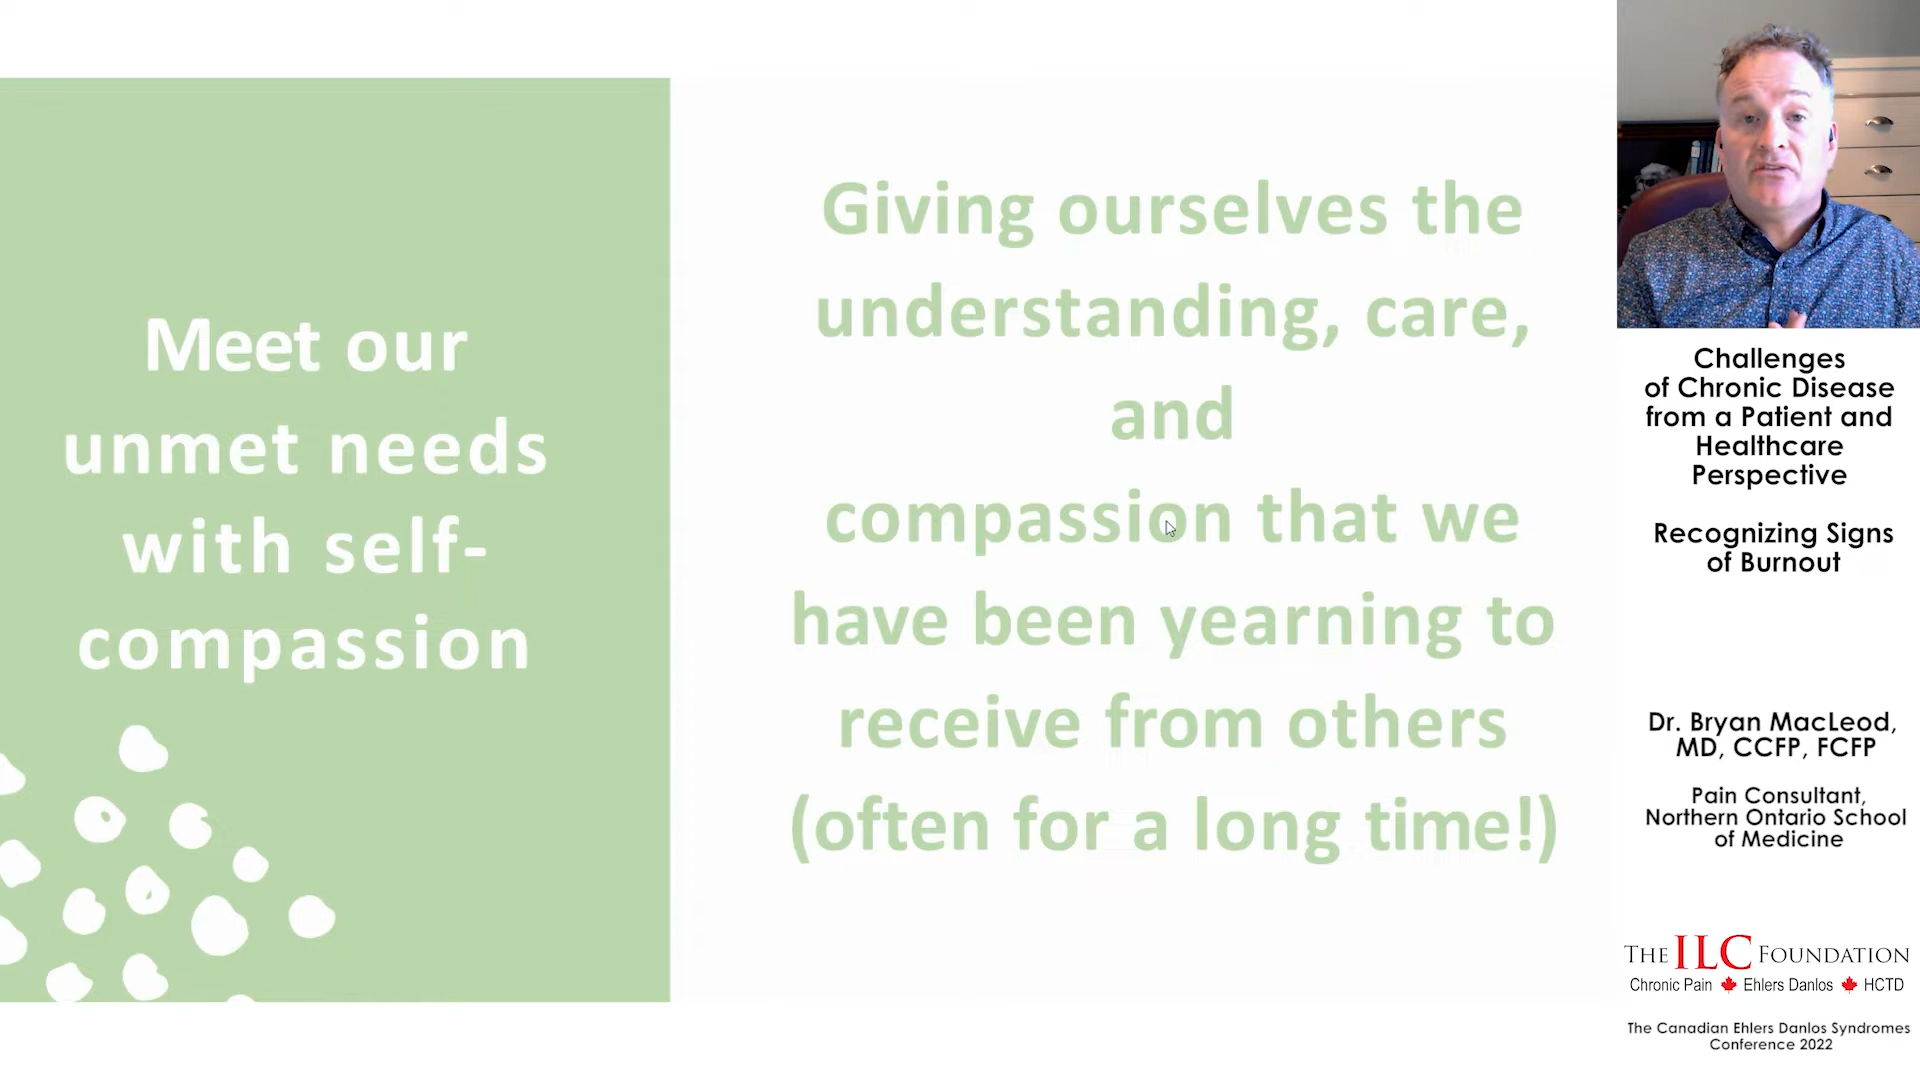 Meet our
unmet needs
with self-
compassion
Giving ourselves the
understanding, care,
and
compassion that we
have been yearning to
receive from others
(often for a long time!)
Challenges
of Chronic Disease
from a Patient and
Healthcare
Perspective
Recognizing Signs
of Burnout
Dr. Bryan MacLeod,
MD, CCFP, FCFP
Pain Consultant,
Northern Ontario School
of Medicine
THE ILC FOUNDATION
Chronic Pain Ehlers Danlos HCTD
The Canadian Ehlers Danlos Syndromes
Conference 2022